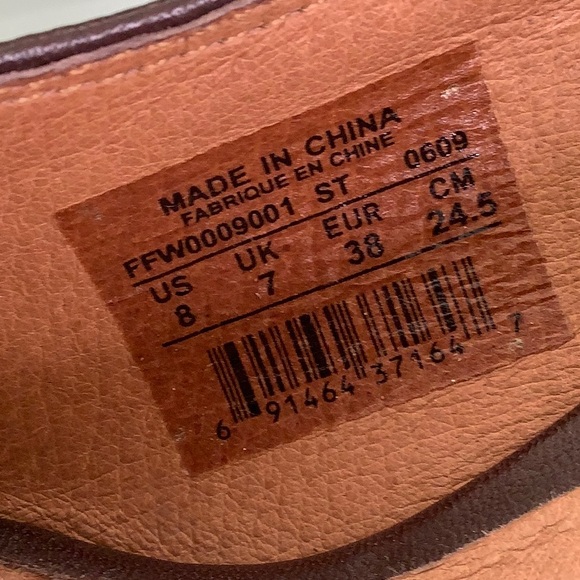 MADE IN CHINA
FABRIQUE EN CHINE
FFW0009001 ST 0609
US UK EUR CM
8 7 38 24.5
6 91464 37164 7